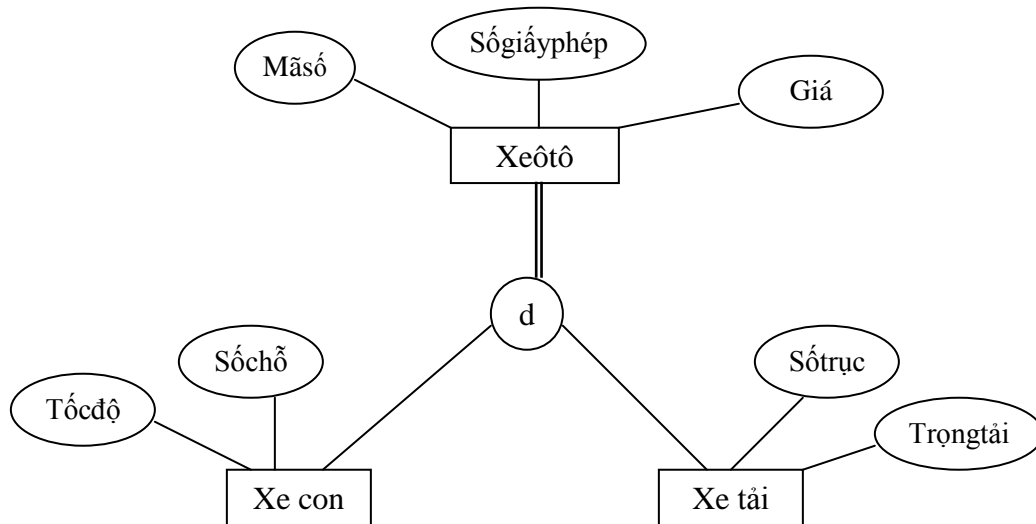 Sốgiấyphép
Mãsố
Giá
Xeôtô
d
Sốchỗ
Sốtrục
Tốcđộ
Trọngtải
Xe con
Xe tải